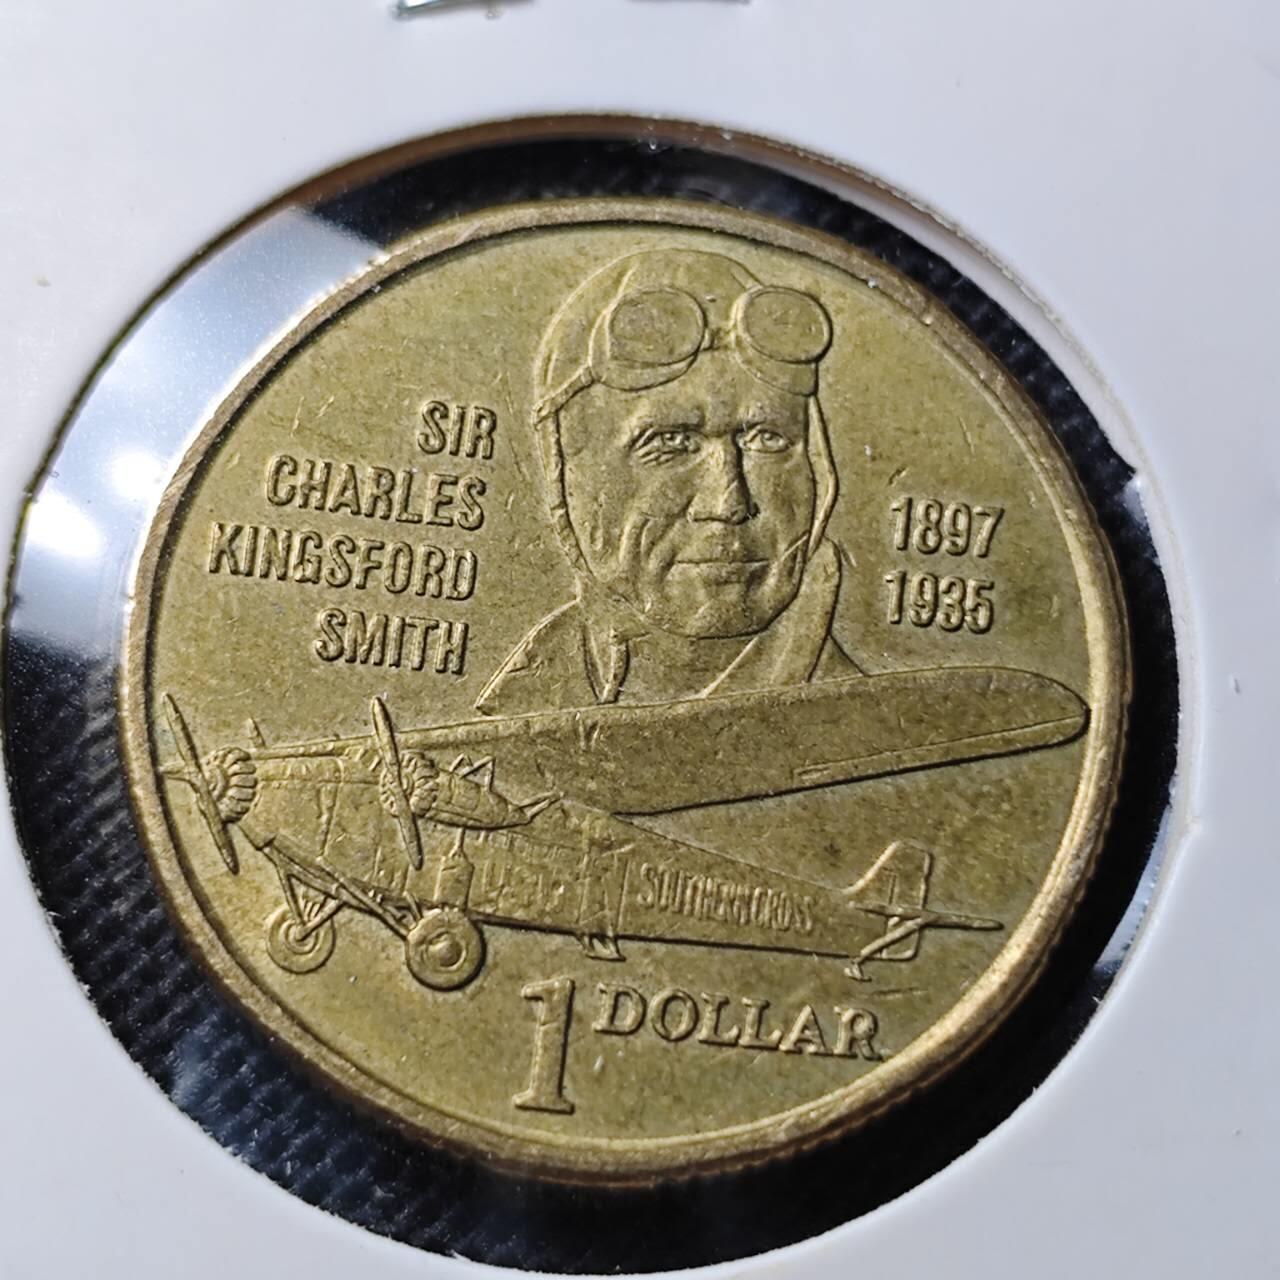 SIR
CHARLES
KINGSFORD
SMITH
1897
1935
SOUTHERN CROSS
1 DOLLAR